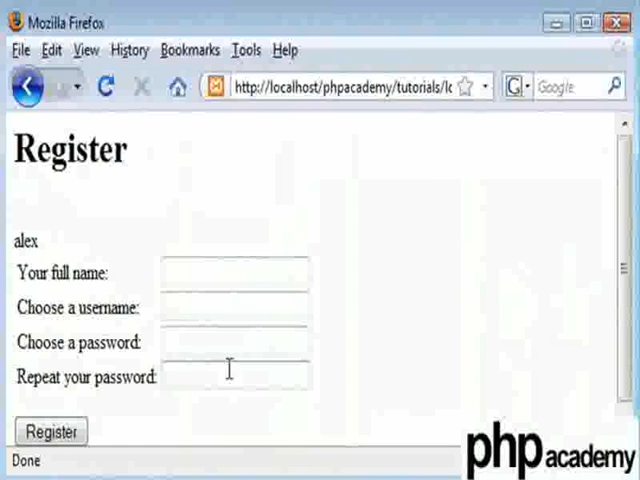 Mozilla Firefox
File Edit View History Bookmarks Tools Help
http://localhost/phpacademy/tutorials/lc Google
Register
alex
Your full name:
Choose a username:
Choose a password:
Repeat your password:
Register
Done
php academy